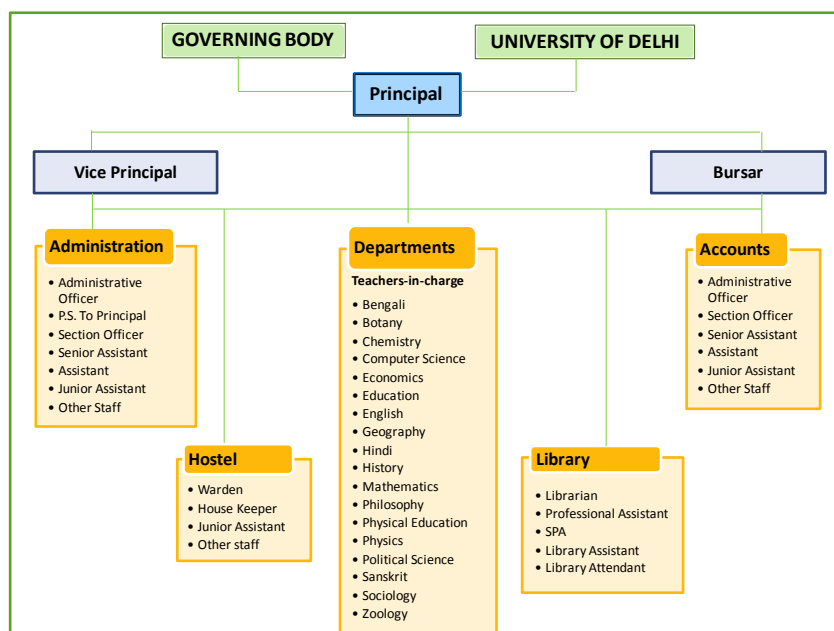 GOVERNING BODY
UNIVERSITY OF DELHI
Principal
Vice Principal
Bursar
Administration
• Administrative
Officer
• P.S. To Principal
• Section Officer
• Senior Assistant
• Assistant
• Junior Assistant
• Other Staff
Departments
Teachers-in-charge
• Bengali
• Botany
• Chemistry
• Computer Science
• Economics
• Education
• English
• Geography
• Hindi
• History
• Mathematics
• Philosophy
• Physical Education
• Physics
• Political Science
• Sanskrit
• Sociology
• Zoology
Accounts
• Administrative
Officer
• Section Officer
• Senior Assistant
• Assistant
• Junior Assistant
• Other Staff
Hostel
• Warden
• House Keeper
• Junior Assistant
• Other staff
Library
• Librarian
• Professional Assistant
• SPA
• Library Assistant
• Library Attendant